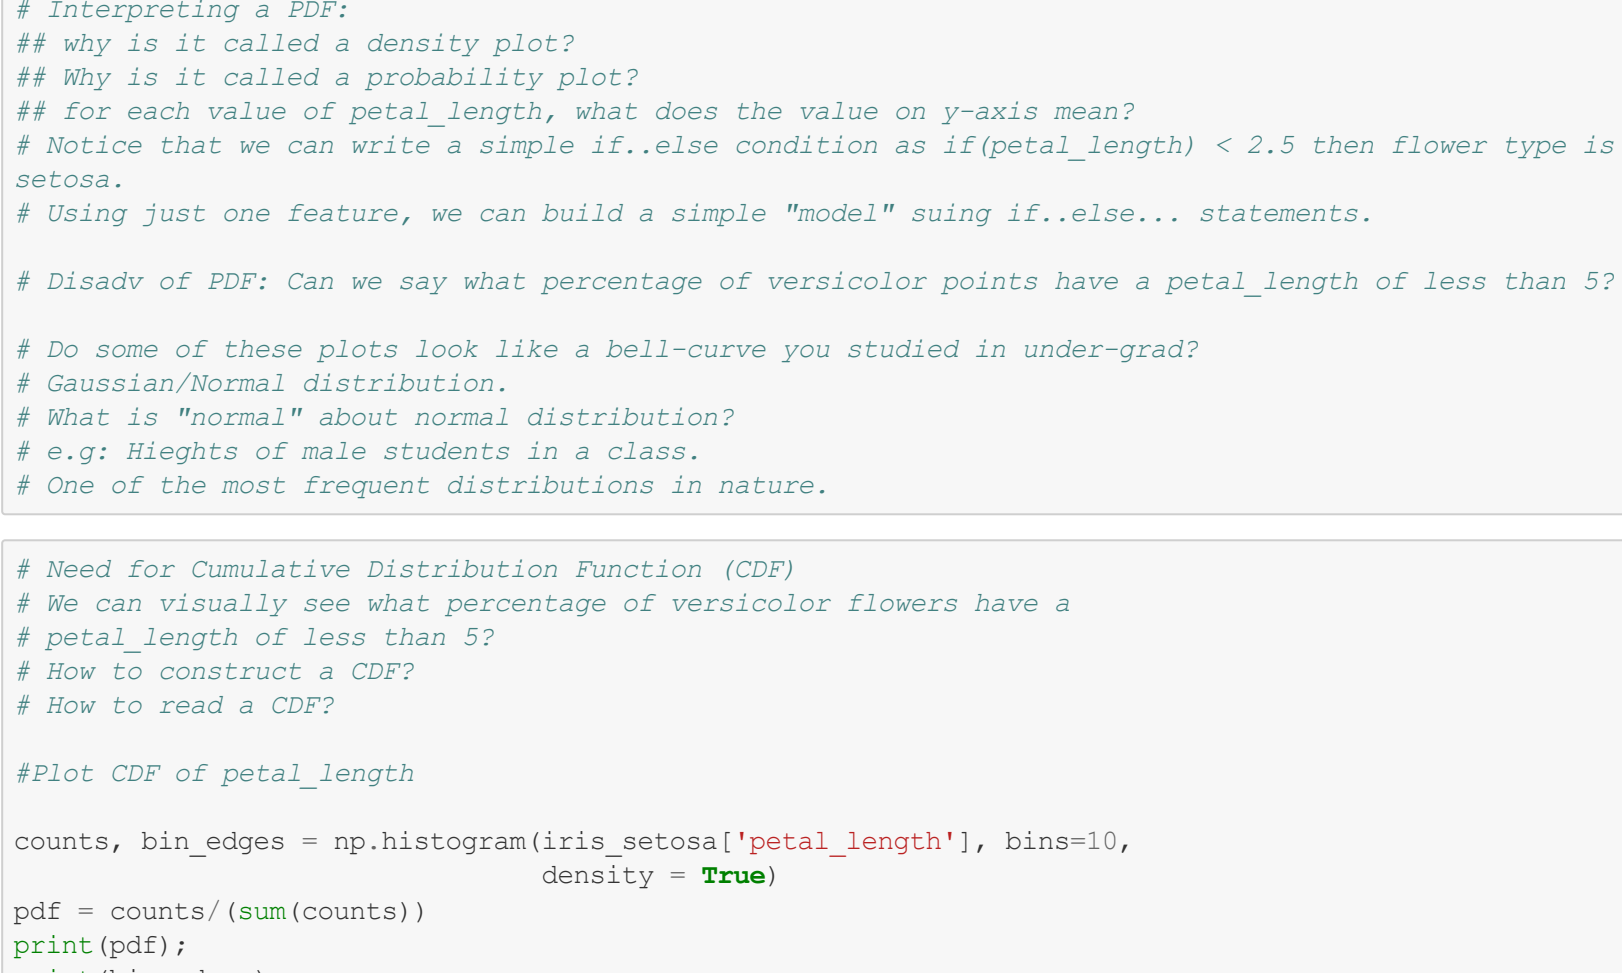 # Interpreting a PDF:
## why is it called a density plot?
## Why is it called a probability plot?
## for each value of petal_length, what does the value on y-axis mean?
# Notice that we can write a simple if..else condition as if(petal_length) < 2.5 then flower type is
setosa.
# Using just one feature, we can build a simple "model" suing if..else... statements.
# Disadv of PDF: Can we say what percentage of versicolor points have a petal_length of less than 5?
# Do some of these plots look like a bell-curve you studied in under-grad?
# Gaussian/Normal distribution.
# What is "normal" about normal distribution?
# e.g: Hieghts of male students in a class.
# One of the most frequent distributions in nature.
# Need for Cumulative Distribution Function (CDF)
# We can visually see what percentage of versicolor flowers have a
# petal_length of less than 5?
# How to construct a CDF?
# How to read a CDF?
#Plot CDF of petal_length
counts, bin_edges = np.histogram(iris_setosa['petal_length'], bins=10,
density = True)
pdf = counts/(sum(counts))
print(pdf);